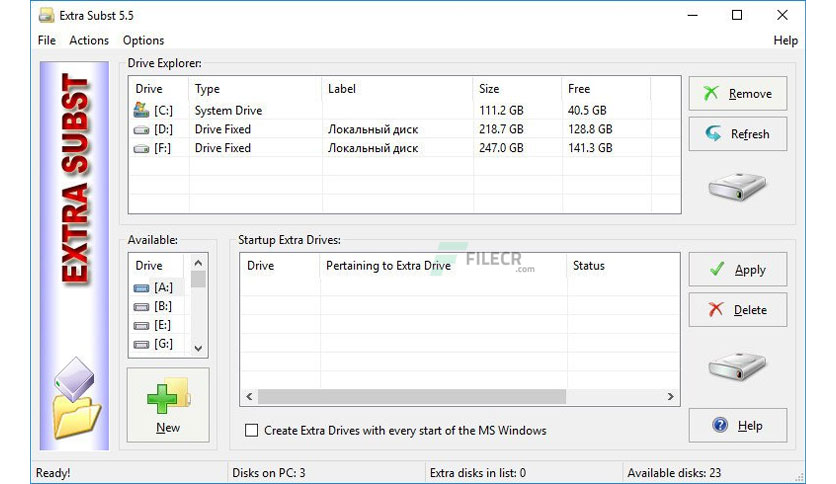 Extra Subst 5.5
File Actions Options Help
Drive Explorer:
Drive Type Label Size Free
[C:] System Drive 111.2 GB 40.5 GB
[D:] Drive Fixed Локальный диск 218.7 GB 128.8 GB
[F:] Drive Fixed Локальный диск 247.0 GB 141.3 GB
Remove
Refresh
EXTRA SUBST
Available:
Drive
[A:]
[B:]
[E:]
[G:]
New
Startup Extra Drives:
Drive Pertaining to Extra Drive Status
FILECR
.com
Apply
Delete
Help
Create Extra Drives with every start of the MS Windows
Ready! Disks on PC: 3 Extra disks in list: 0 Available disks: 23